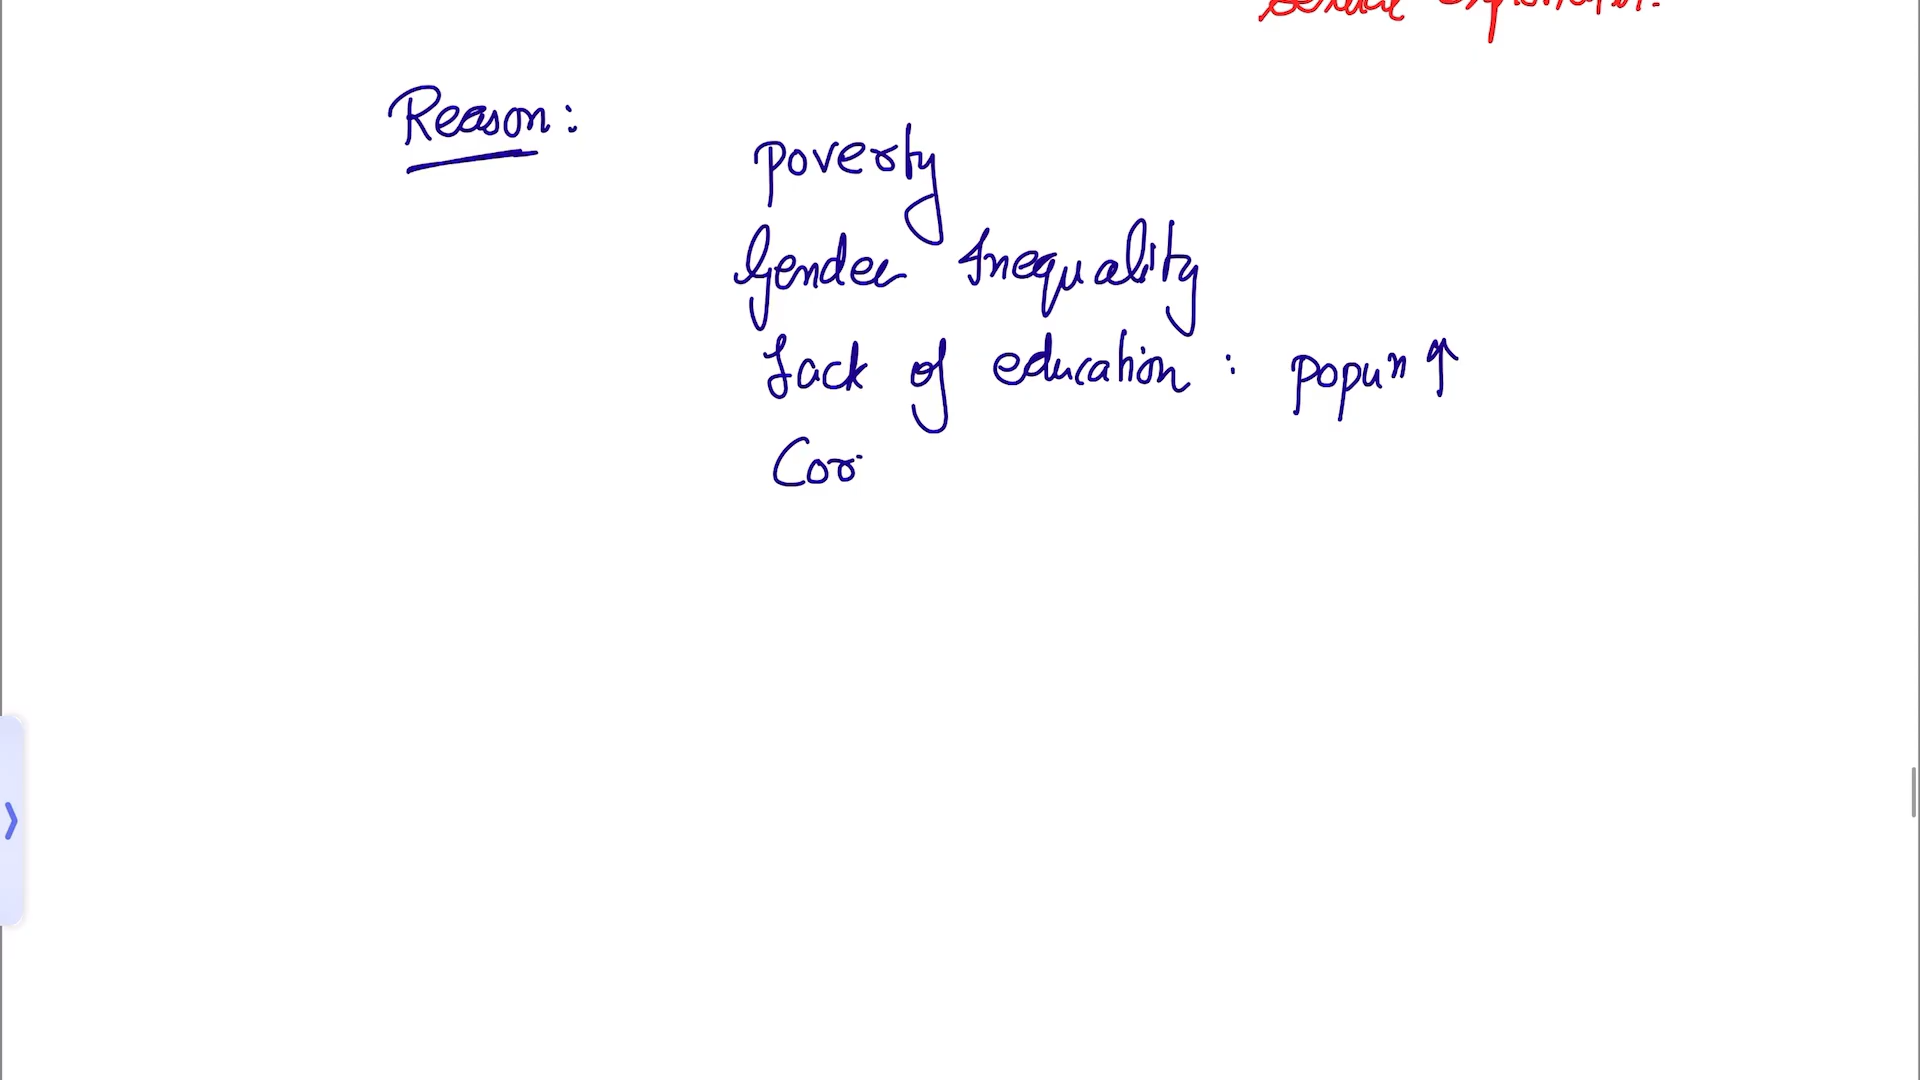 Reason:
Poverty
Gender Inequality
Lack of education : popuⁿ ↑
Cor